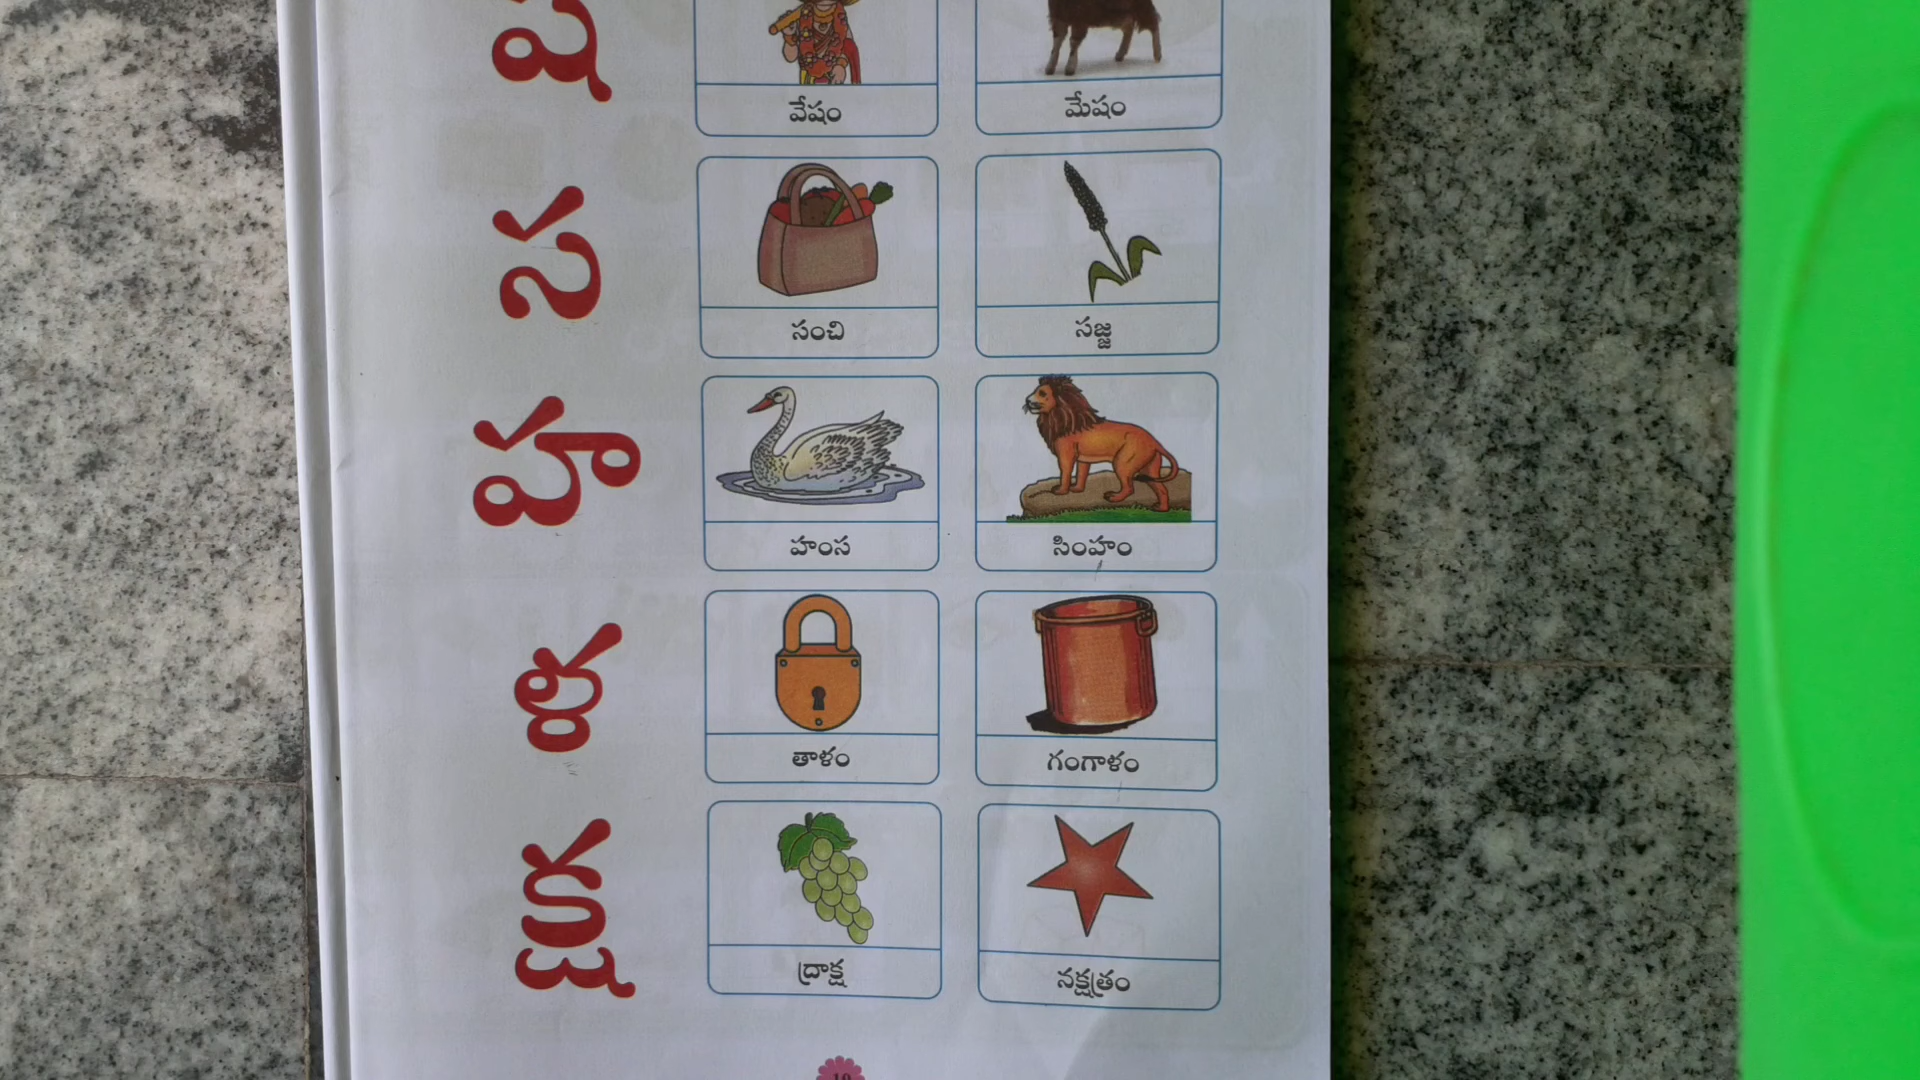 ష
వేషం మేషం
స
సంచి సజ్జ
హ
హంస సింహం
ళ
తాళం గంగాళం
క్ష
ద్రాక్ష నక్షత్రం